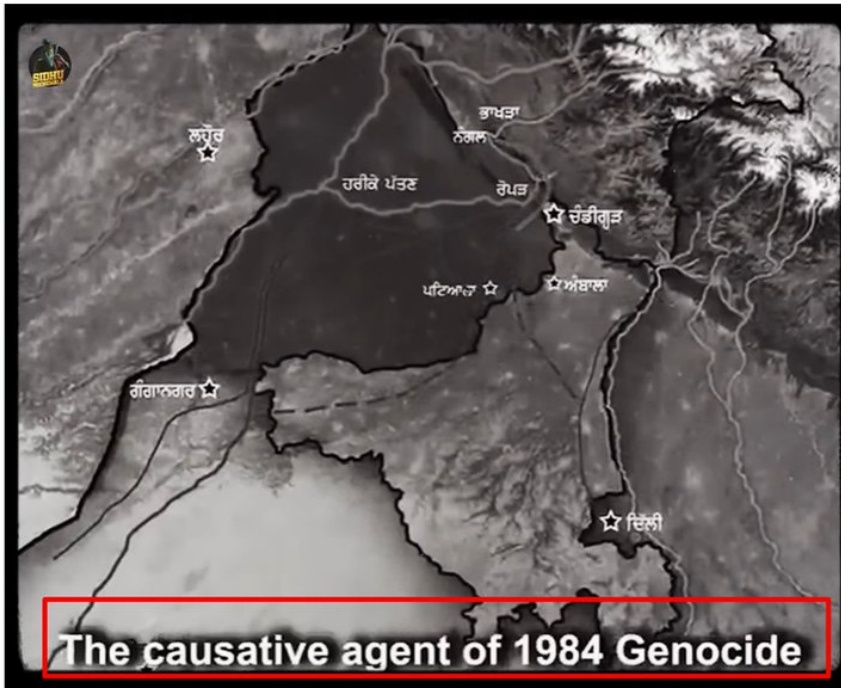 SIDHU
ਲਹੌਰ
ਭਾਖੜਾ
ਨੰਗਲ
ਹਰੀਕੇ ਪੱਤਣ
ਰੋਪੜ
ਚੰਡੀਗੜ੍ਹ
ਪਟਿਆਲਾ
ਅੰਬਾਲਾ
ਗੰਗਾਨਗਰ
ਦਿੱਲੀ
The causative agent of 1984 Genocide